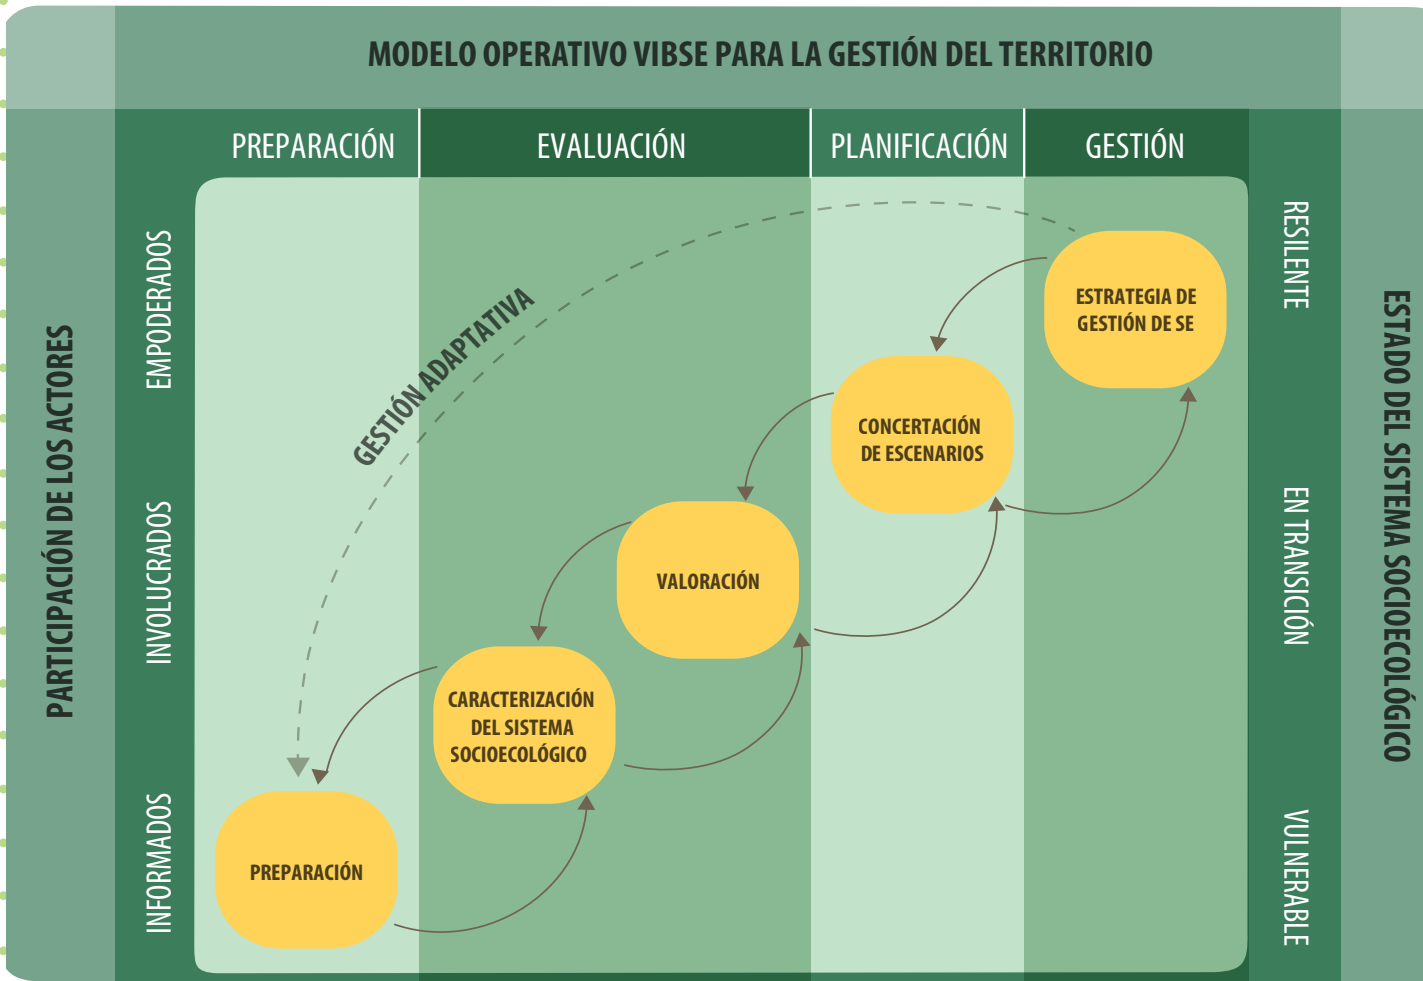 MODELO OPERATIVO VIBSE PARA LA GESTIÓN DEL TERRITORIO
PREPARACIÓN
EVALUACIÓN
PLANIFICACIÓN
GESTIÓN
PARTICIPACIÓN DE LOS ACTORES
EMPODERADOS
INVOLUCRADOS
INFORMADOS
GESTIÓN ADAPTATIVA
ESTRATEGIA DE
GESTIÓN DE SE
CONCERTACIÓN
DE ESCENARIOS
VALORACIÓN
CARACTERIZACIÓN
DEL SISTEMA
SOCIOECOLÓGICO
PREPARACIÓN
RESILENTE
EN TRANSICIÓN
VULNERABLE
ESTADO DEL SISTEMA SOCIOECOLÓGICO